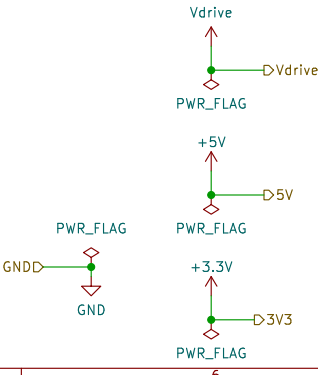 Vdrive
Vdrive
PWR_FLAG
+5V
5V
PWR_FLAG
PWR_FLAG
GND
GND
+3.3V
3V3
PWR_FLAG